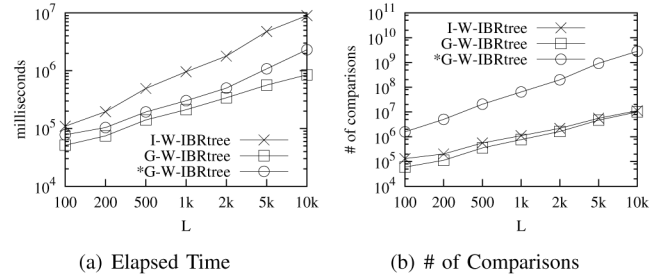 milliseconds
10^7
10^6
10^5
10^4
I-W-IBRtree
G-W-IBRtree
*G-W-IBRtree
100 200 500 1k 2k 5k 10k
L
(a) Elapsed Time
# of comparisons
10^11
10^10
10^9
10^8
10^7
10^6
10^5
10^4
I-W-IBRtree
G-W-IBRtree
*G-W-IBRtree
100 200 500 1k 2k 5k 10k
L
(b) # of Comparisons